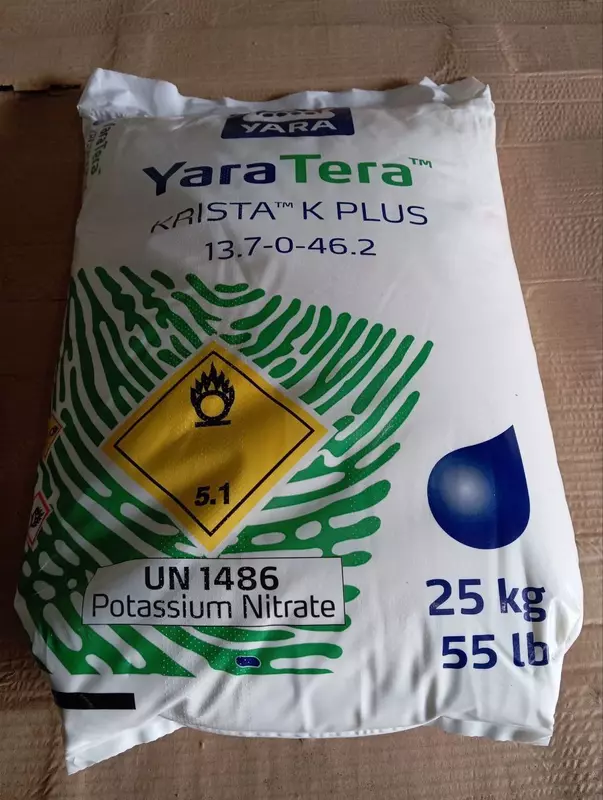 YARA
YaraTera™
KRISTA™ K PLUS
13.7-0-46.2
5.1
UN 1486
Potassium Nitrate
25 kg
55 lb